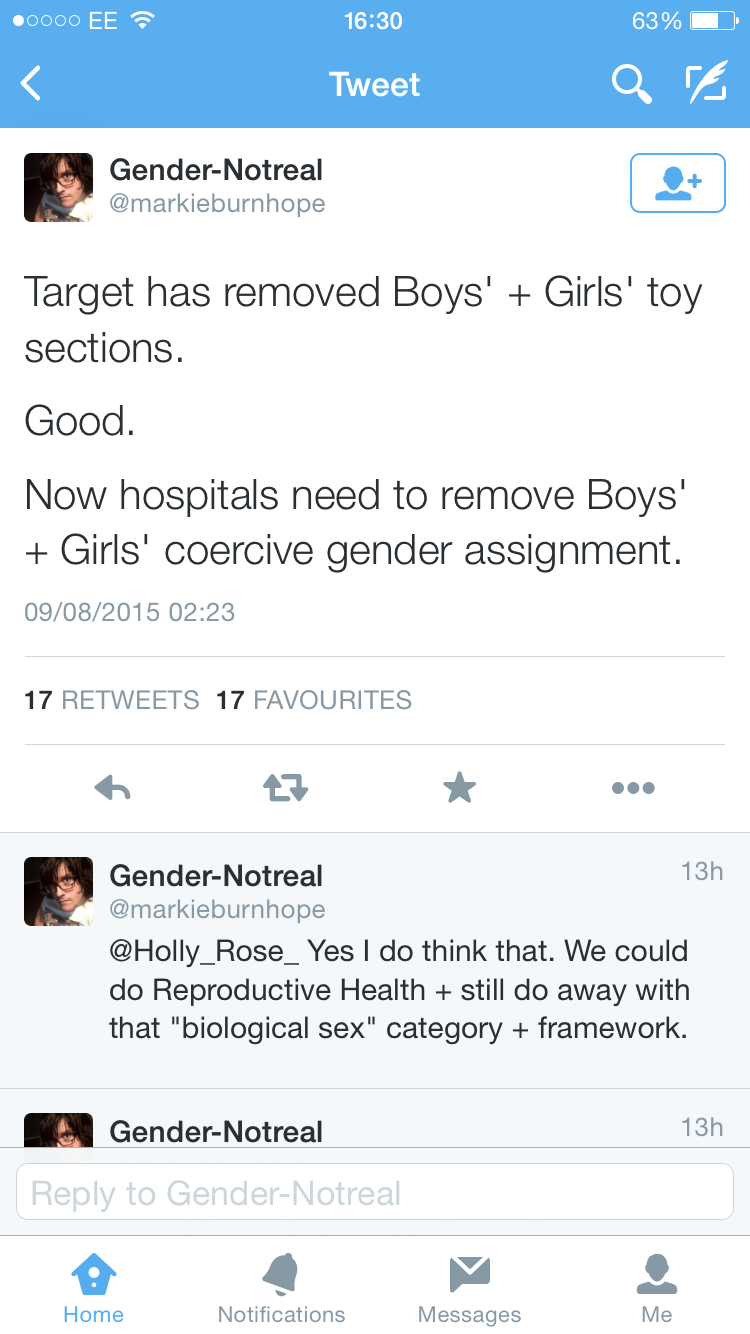 EE 16:30 63%
Tweet
Gender-Notreal
@markieburnhope
Target has removed Boys' + Girls' toy
sections.
Good.
Now hospitals need to remove Boys'
+ Girls' coercive gender assignment.
09/08/2015 02:23
17 RETWEETS 17 FAVOURITES
Gender-Notreal 13h
@markieburnhope
@Holly_Rose_ Yes I do think that. We could
do Reproductive Health + still do away with
that "biological sex" category + framework.
Gender-Notreal 13h
Reply to Gender-Notreal
Home Notifications Messages Me